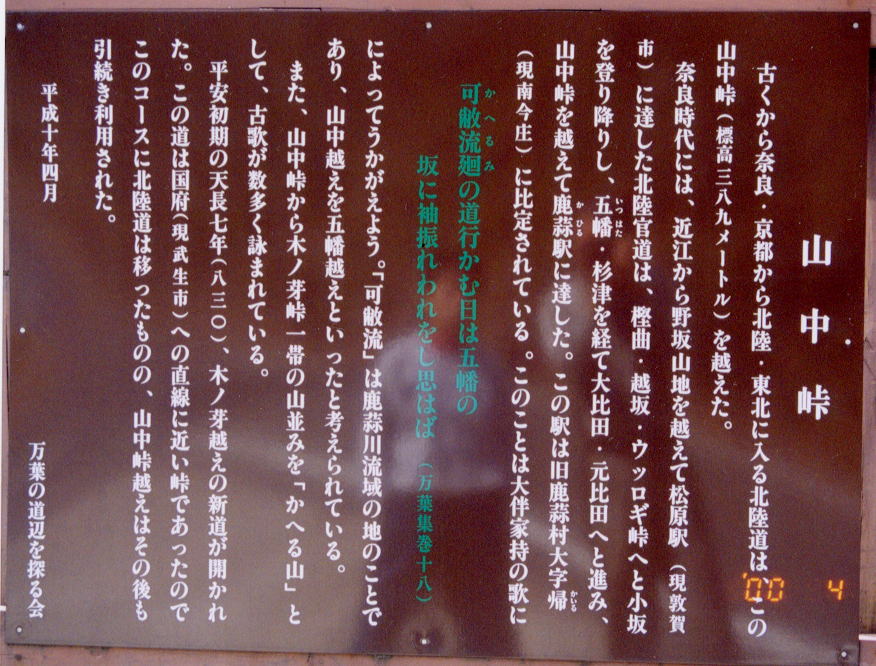 山中峠
古くから奈良・京都から北陸・東北に入る北陸道は、この
山中峠（標高三八九メートル）を越えた。
奈良時代には、近江から野坂山地を越えて松原駅（現敦賀
市）に達した北陸官道は、樫曲・越坂・ウツロギ峠へと小坂
を登り降りし、五幡・杉津を経て大比田・元比田へと進み、
いつはた
山中峠を越えて鹿蒜駅に達した。この駅は旧鹿蒜村大字帰
かひる
かいる
（現南今庄）に比定されている。このことは大伴家持の歌に
可敝流廻の道行かむ日は五幡の
かへるみ
坂に袖振れわれをし思はば（万葉集巻十八）
によってうかがえよう。「可敝流」は鹿蒜川流域の地のことで
あり、山中越えを五幡越えといったと考えられている。
また、山中峠から木ノ芽峠一帯の山並みを「かへる山」と
して、古歌が数多く詠まれている。
平安初期の天長七年（八三〇）、木ノ芽越えの新道が開かれ
た。この道は国府（現武生市）への直線に近い峠であったので
このコースに北陸道は移ったものの、山中峠越えはその後も
引続き利用された。
平成十年四月
万葉の道辺を探る会
'00 4